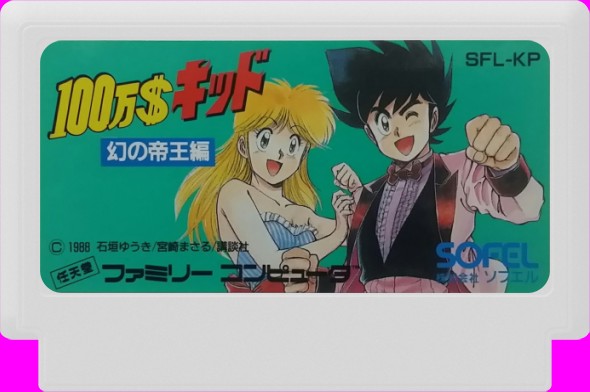 SFL-KP
100万$キッド
幻の帝王編
© 1988 石垣ゆうき/宮崎まさる/講談社
SOFEL
株式会社 ソフエル
任天堂 ファミリー コンピュータ